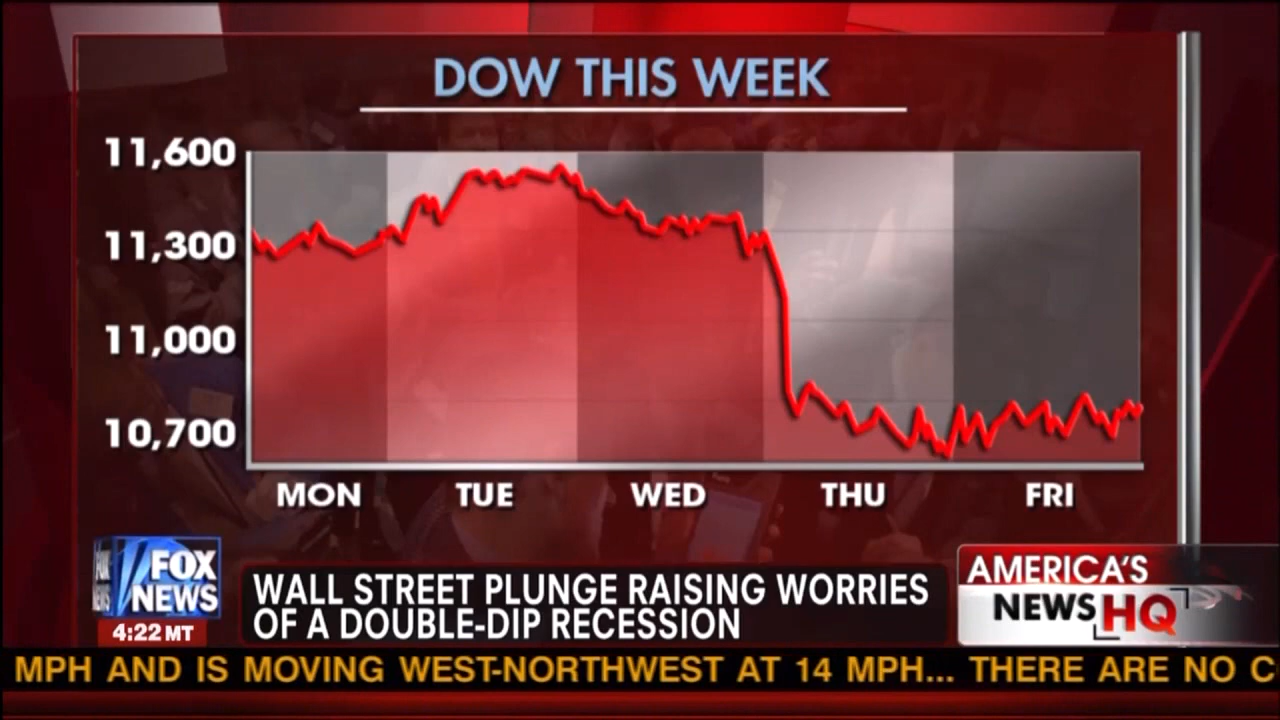 DOW THIS WEEK
11,600
11,300
11,000
10,700
MON TUE WED THU FRI
FOX
NEWS
4:22 MT
WALL STREET PLUNGE RAISING WORRIES
OF A DOUBLE-DIP RECESSION
AMERICA'S
NEWS HQ
MPH AND IS MOVING WEST-NORTHWEST AT 14 MPH... THERE ARE NO C